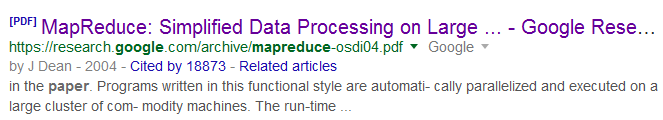 [PDF] MapReduce: Simplified Data Processing on Large ... - Google Rese...
https://research.google.com/archive/mapreduce-osdi04.pdf ▼ Google ▼
by J Dean - 2004 - Cited by 18873 - Related articles
in the paper. Programs written in this functional style are automati- cally parallelized and executed on a
large cluster of com- modity machines. The run-time ...